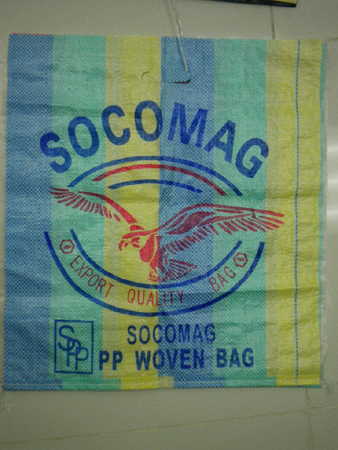 SOCOMAG
EXPORT QUALITY BAG
SPP
SOCOMAG
PP WOVEN BAG